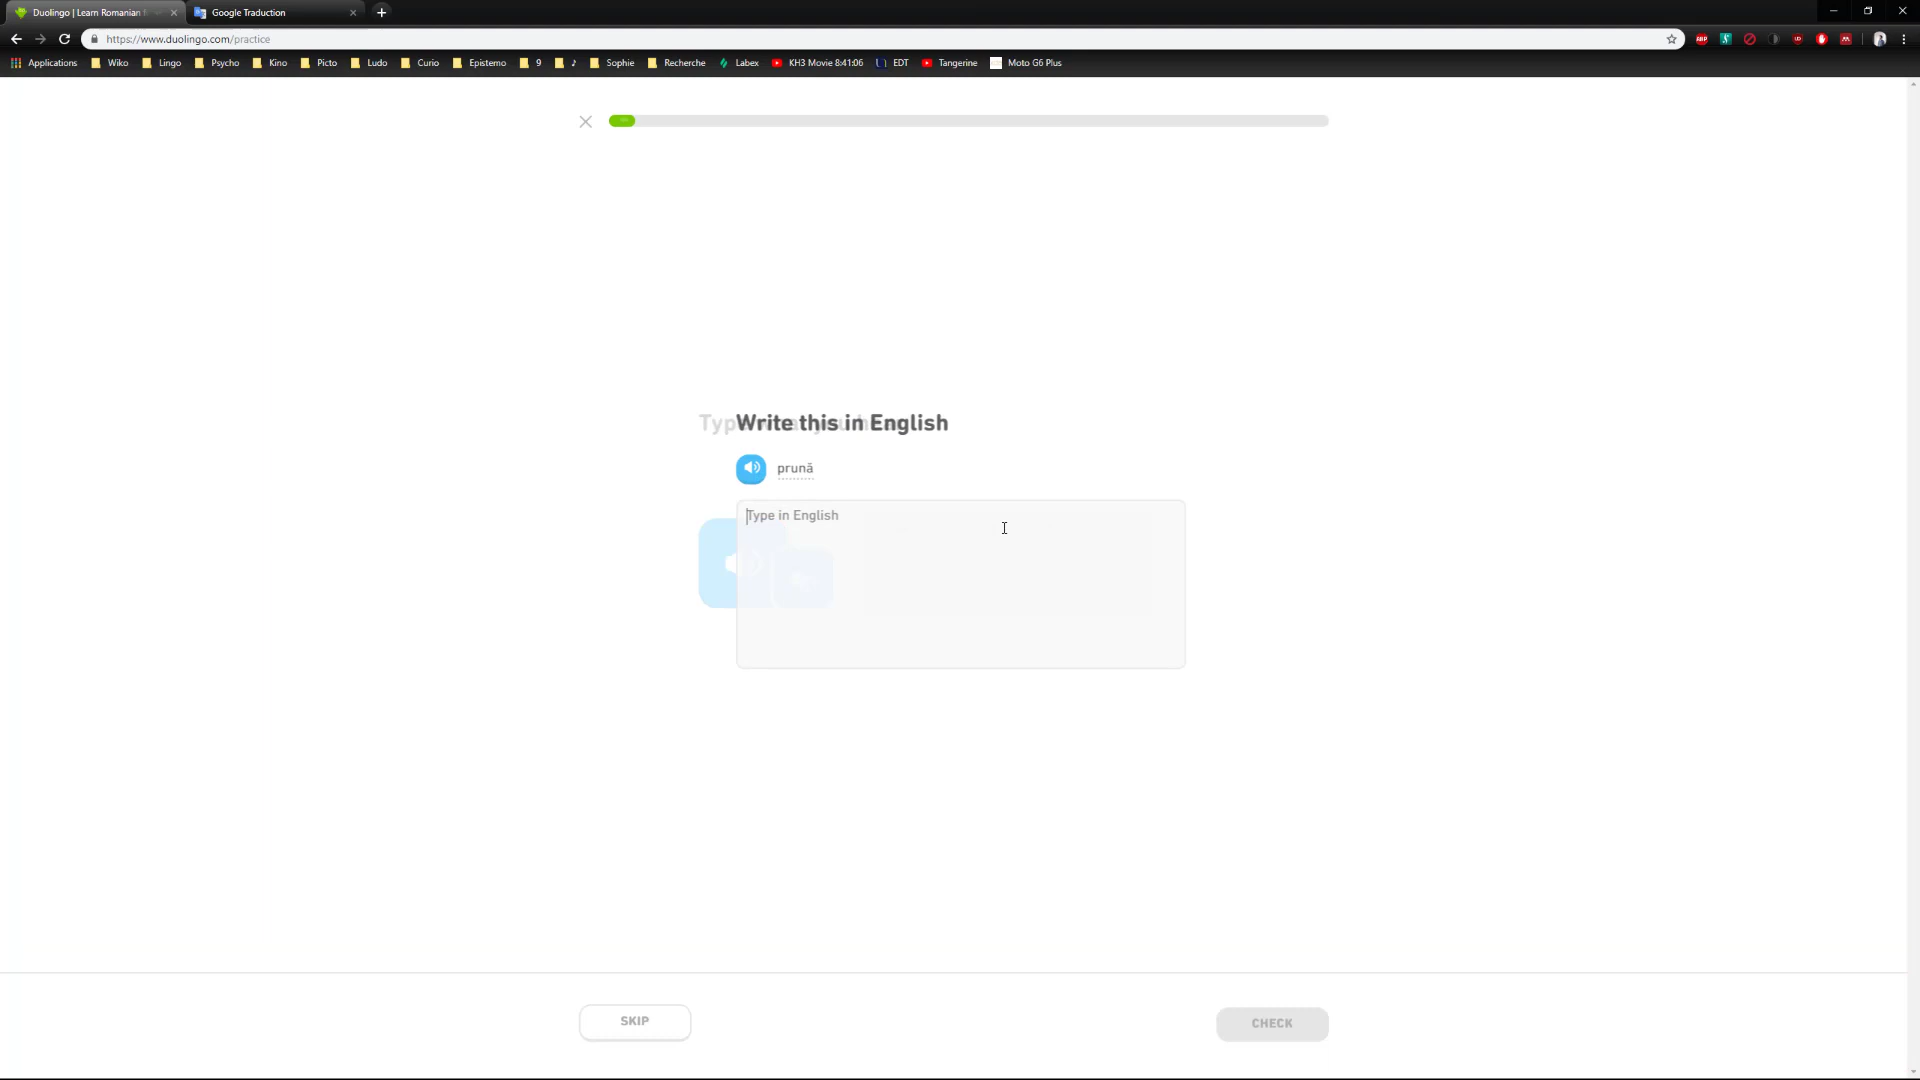 Duolingo | Learn Romanian f
Google Traduction
https://www.duolingo.com/practice
Applications
Wiko
Lingo
Psycho
Kino
Picto
Ludo
Curio
Epistemo
9
♪
Sophie
Recherche
Labex
KH3 Movie 8:41:06
EDT
Tangerine
Moto G6 Plus
Write this in English
prună
Type in English
SKIP
CHECK